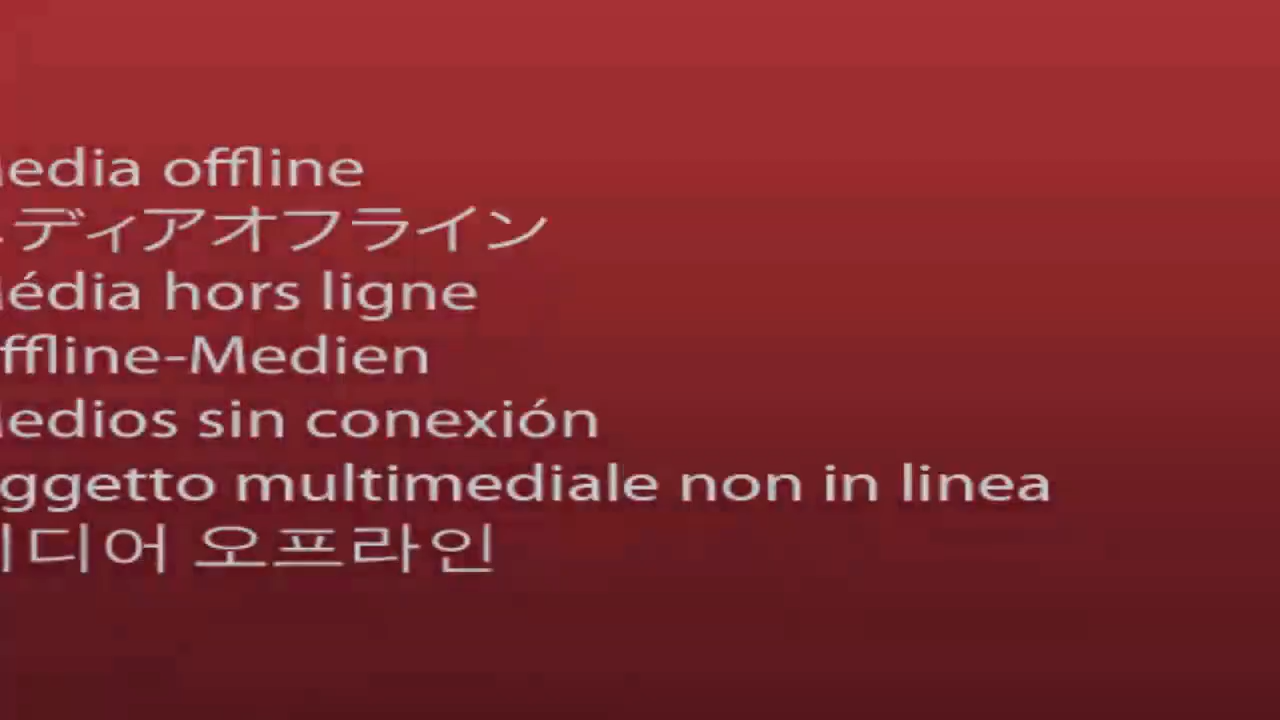 edia offline
ディアオフライン
édia hors ligne
ffline-Medien
edios sin conexión
ggetto multimediale non in linea
디어 오프라인